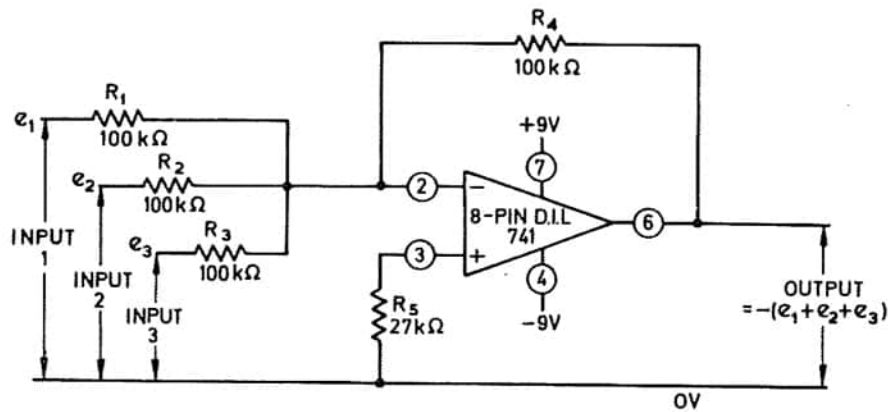 R4
100kΩ
R1
e1
100kΩ
+9V
R2
7
e2
2
−
100kΩ
8-PIN D.I.L
741
6
R3
e3
3
+
100kΩ
4
INPUT
1
INPUT
2
INPUT
3
R5
27kΩ
−9V
OUTPUT
=−(e1+e2+e3)
0V